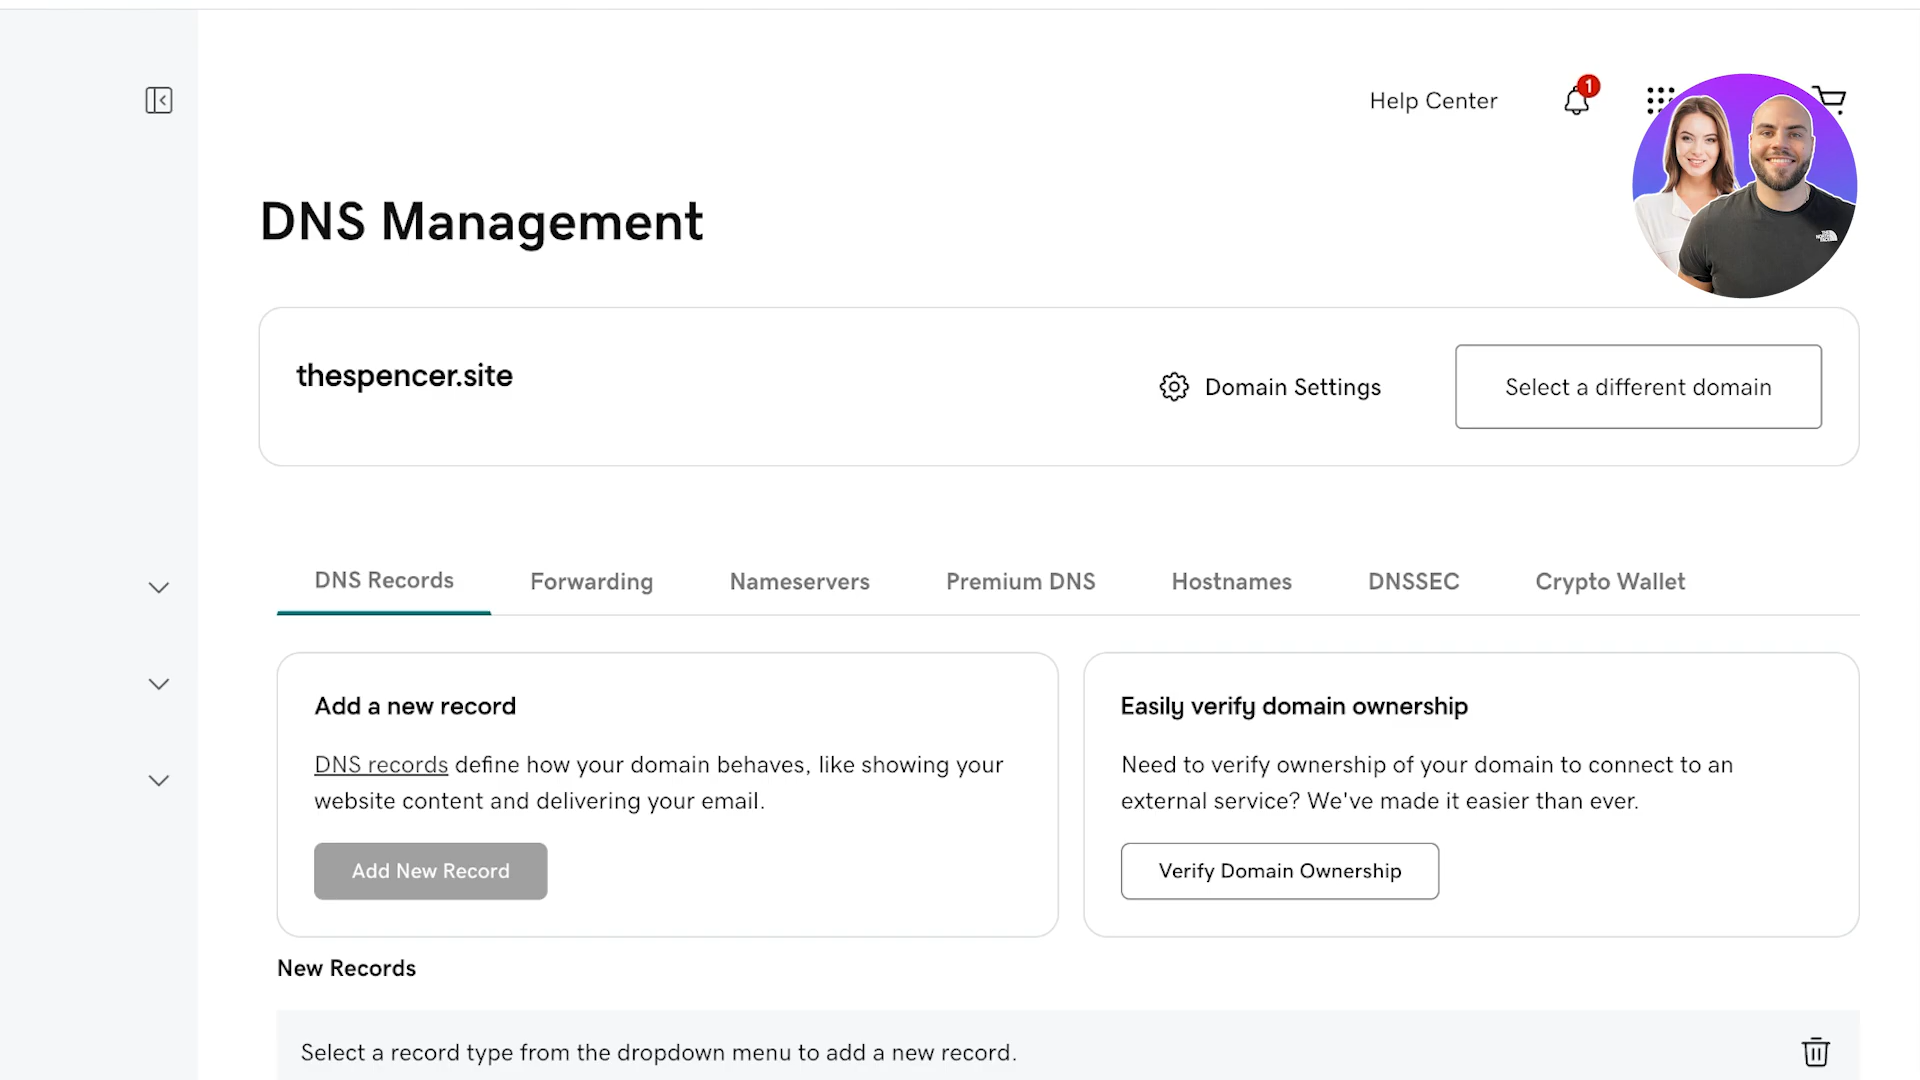 Help Center
1
DNS Management
thespencer.site
Domain Settings
Select a different domain
DNS Records
Forwarding
Nameservers
Premium DNS
Hostnames
DNSSEC
Crypto Wallet
Add a new record
DNS records define how your domain behaves, like showing your
website content and delivering your email.
Add New Record
Easily verify domain ownership
Need to verify ownership of your domain to connect to an
external service? We've made it easier than ever.
Verify Domain Ownership
New Records
Select a record type from the dropdown menu to add a new record.